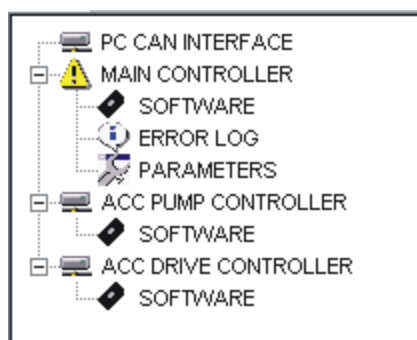 PC CAN INTERFACE
MAIN CONTROLLER
SOFTWARE
ERROR LOG
PARAMETERS
ACC PUMP CONTROLLER
SOFTWARE
ACC DRIVE CONTROLLER
SOFTWARE